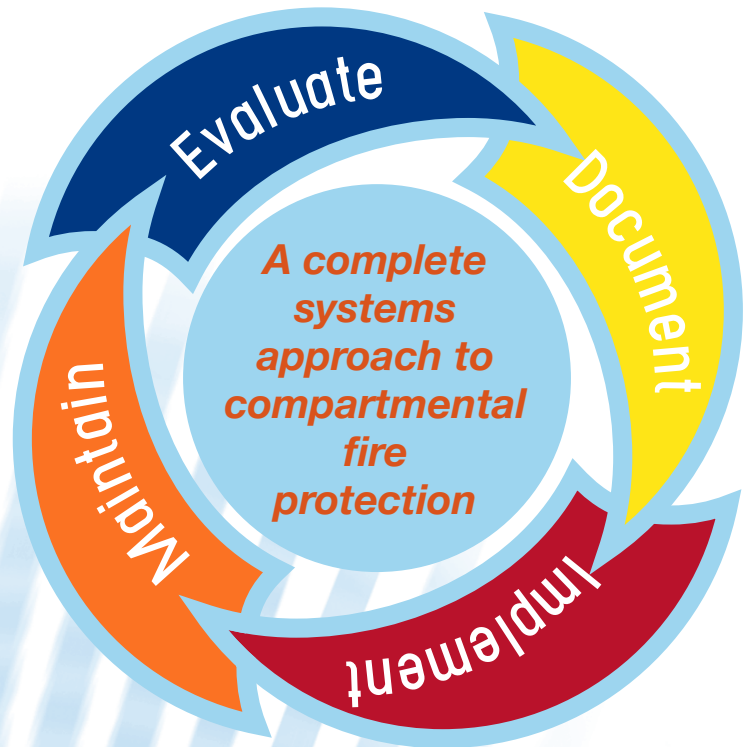 Evaluate
Document
Implement
Maintain
A complete
systems
approach to
compartmental
fire
protection